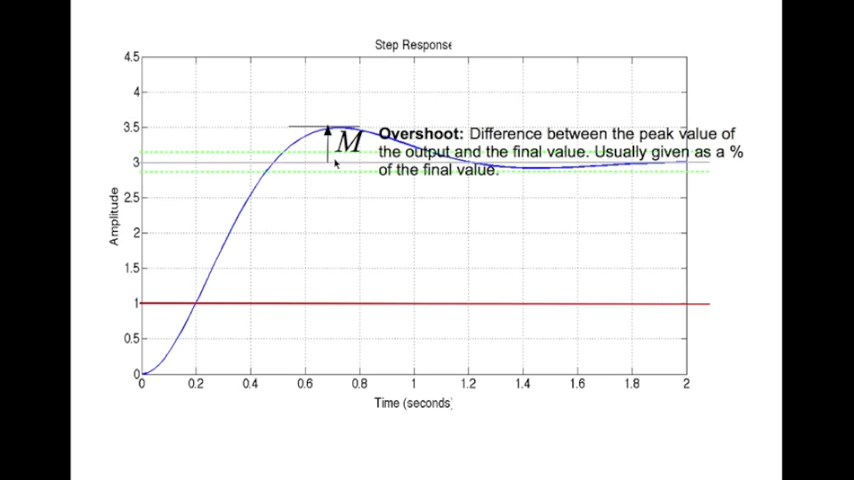 Step Response
4.5
4
3.5
M
Overshoot: Difference between the peak value of
the output and the final value. Usually given as a %
of the final value.
3
2.5
2
1.5
1
0.5
0
Amplitude
0 0.2 0.4 0.6 0.8 1 1.2 1.4 1.6 1.8 2
Time (seconds)